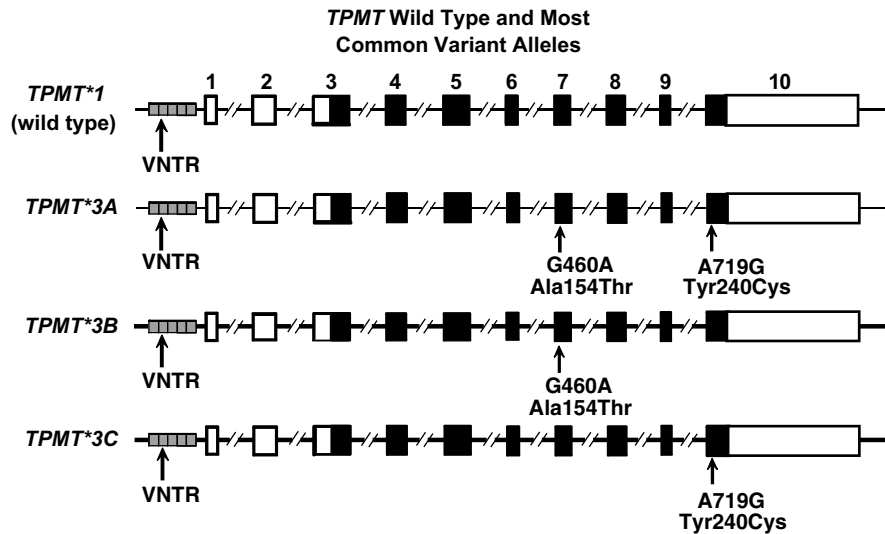 TPMT Wild Type and Most
Common Variant Alleles
1 2 3 4 5 6 7 8 9 10
TPMT*1
(wild type)
VNTR
TPMT*3A
VNTR
G460A
Ala154Thr
A719G
Tyr240Cys
TPMT*3B
VNTR
G460A
Ala154Thr
TPMT*3C
VNTR
A719G
Tyr240Cys